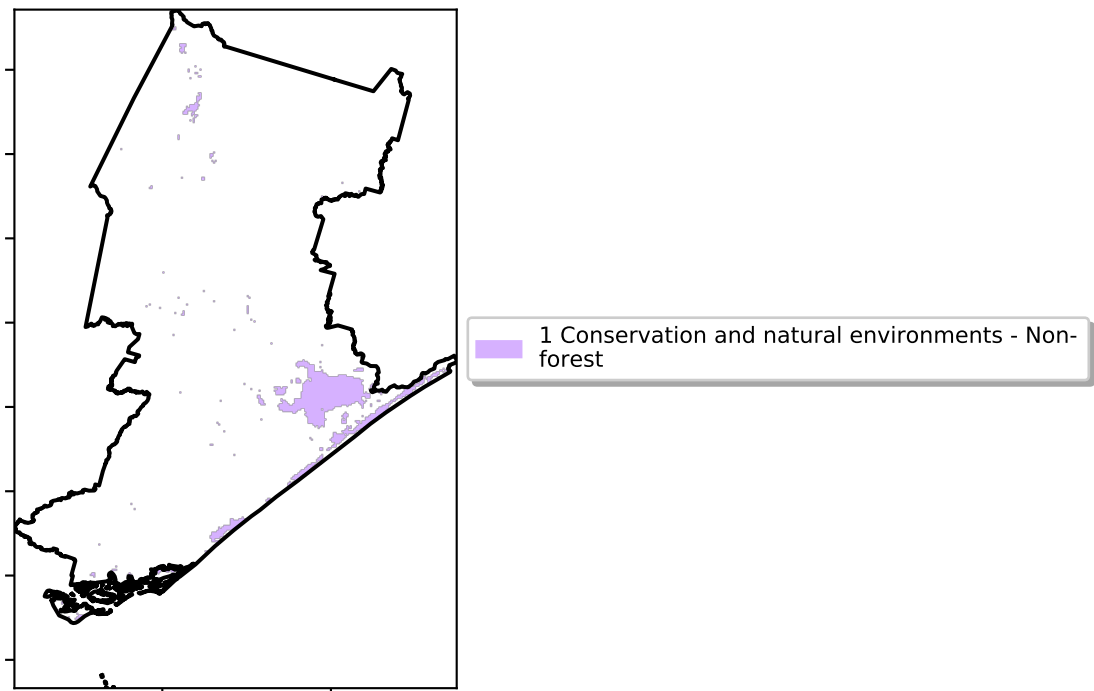 1 Conservation and natural environments - Non-
forest